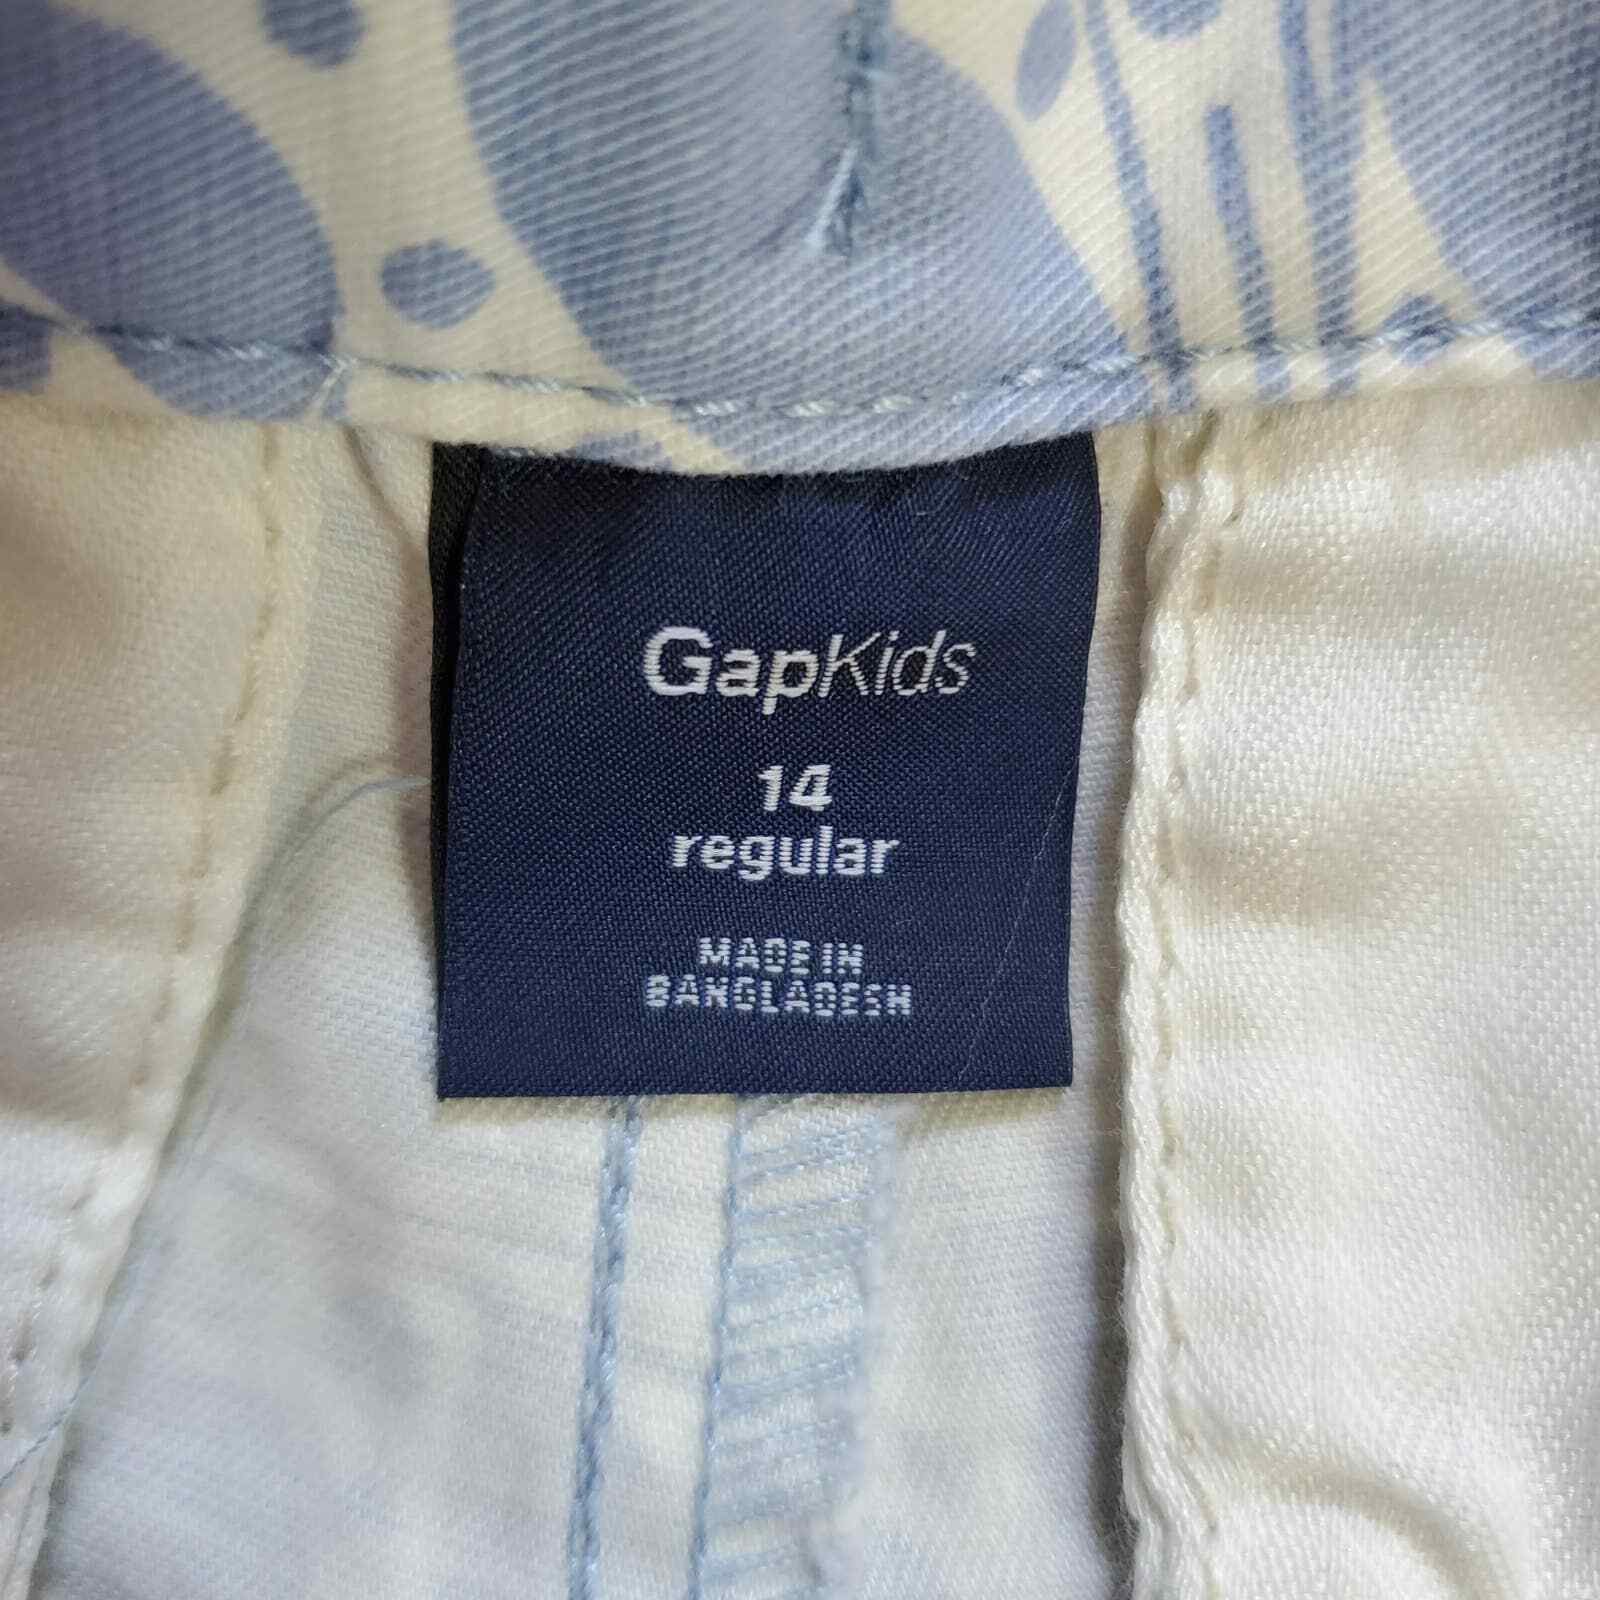 GapKids
14
regular
MADE IN
BANGLADESH